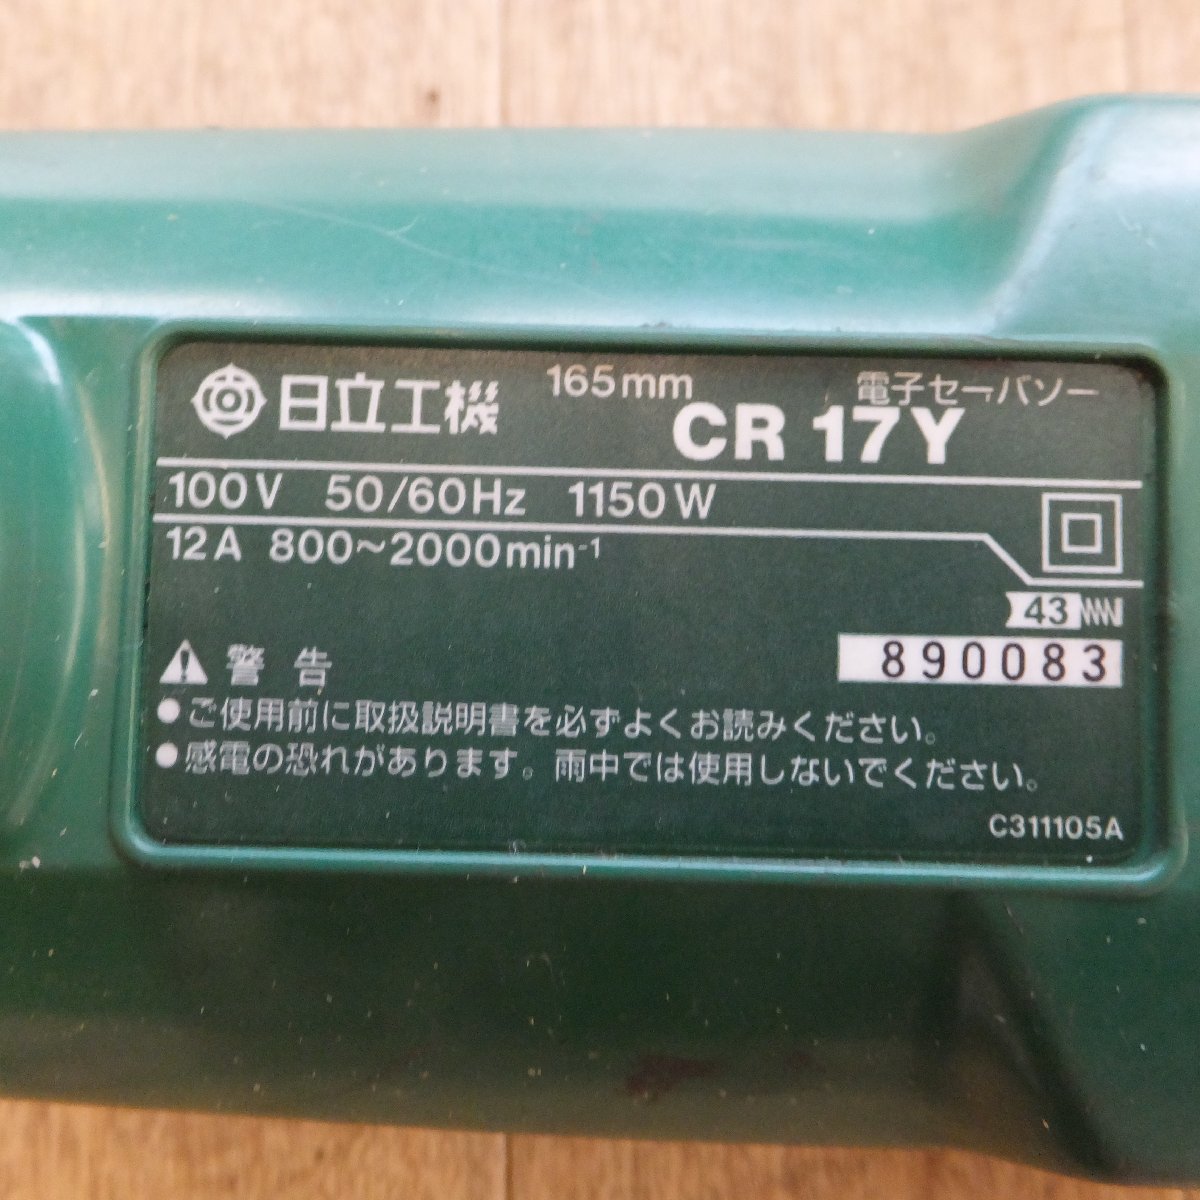 日立工機 165mm 電子セーバソー
CR 17Y
100V 50/60Hz 1150W
12A 800~2000min-1
43
890083
警告
●ご使用前に取扱説明書を必ずよくお読みください。
●感電の恐れがあります。雨中では使用しないでください。
C311105A